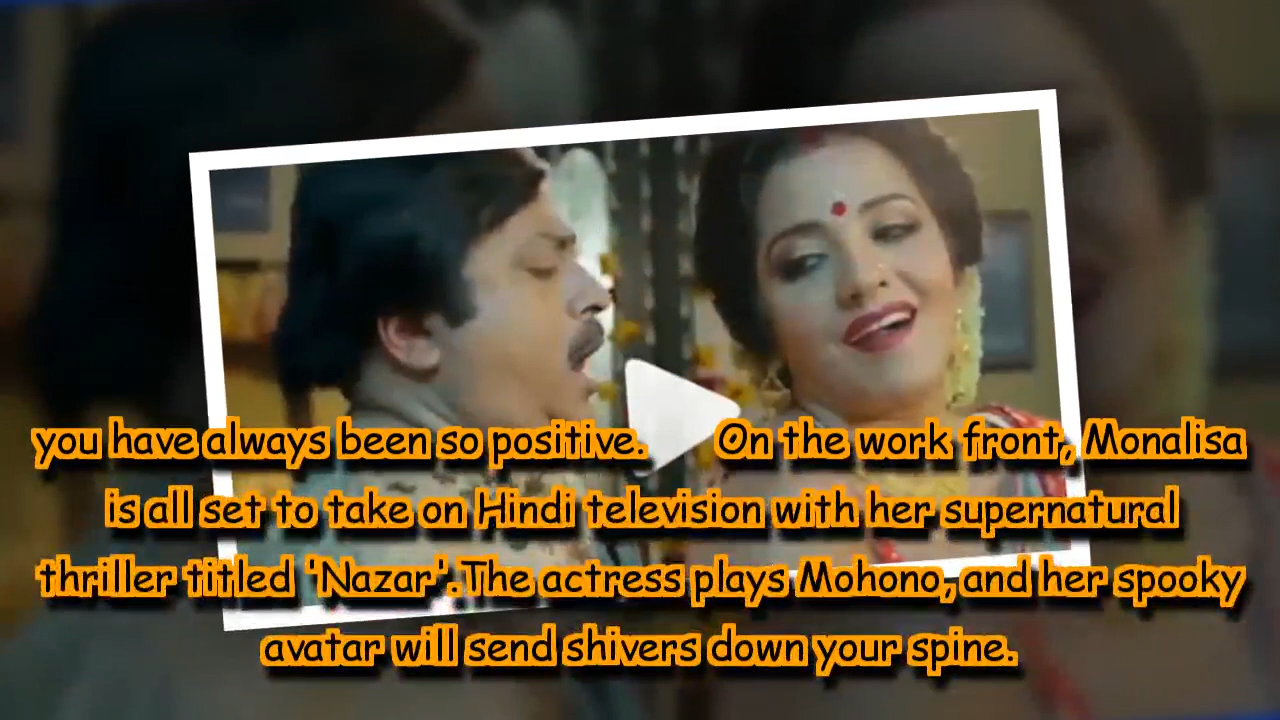 you have always been so positive. On the work front, Monalisa
is all set to take on Hindi television with her supernatural
thriller titled 'Nazar'.The actress plays Mohono, and her spooky
avatar will send shivers down your spine.